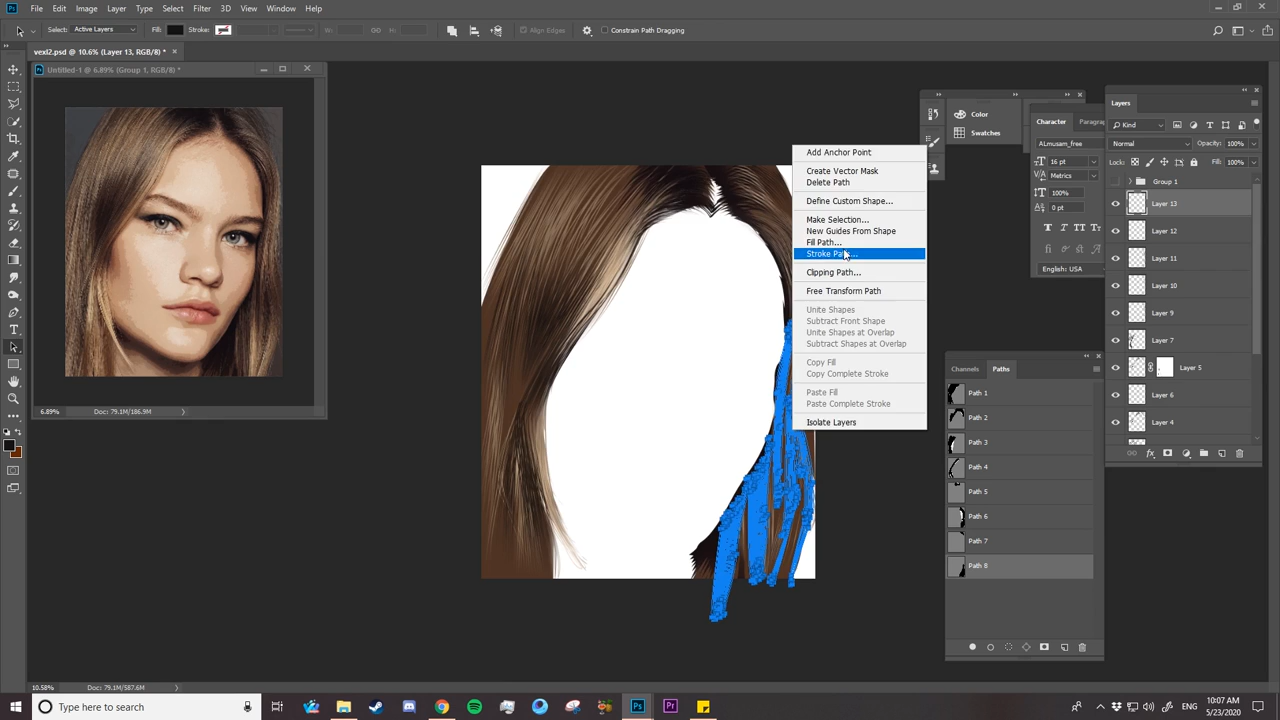 Ps File Edit Image Layer Type Select Filter 3D View Window Help
Select: Active Layers Fill: Stroke: W: H: Align Edges Constrain Path Dragging
vexl2.psd @ 10.6% (Layer 13, RGB/8) *
Untitled-1 @ 6.89% (Group 1, RGB/8) *
6.89% Doc: 79.1M/186.9M
Add Anchor Point
Create Vector Mask
Delete Path
Define Custom Shape...
Make Selection...
New Guides From Shape
Fill Path...
Stroke Path...
Clipping Path...
Free Transform Path
Unite Shapes
Subtract Front Shape
Unite Shapes at Overlap
Subtract Shapes at Overlap
Copy Fill
Copy Complete Stroke
Paste Fill
Paste Complete Stroke
Isolate Layers
Color
Swatches
Character Paragra
ALmusam_free
16 pt
Metrics
100%
0 pt
T T TT TT
fi
English: USA
Channels Paths
Path 1
Path 2
Path 3
Path 4
Path 5
Path 6
Path 7
Path 8
Layers
Kind
Normal Opacity: 100%
Lock: Fill: 100%
Group 1
Layer 13
Layer 12
Layer 11
Layer 10
Layer 9
Layer 7
Layer 5
Layer 6
Layer 4
10.58% Doc: 79.1M/587.6M
Type here to search
Ps
Pr
10:07 AM
5/23/2020